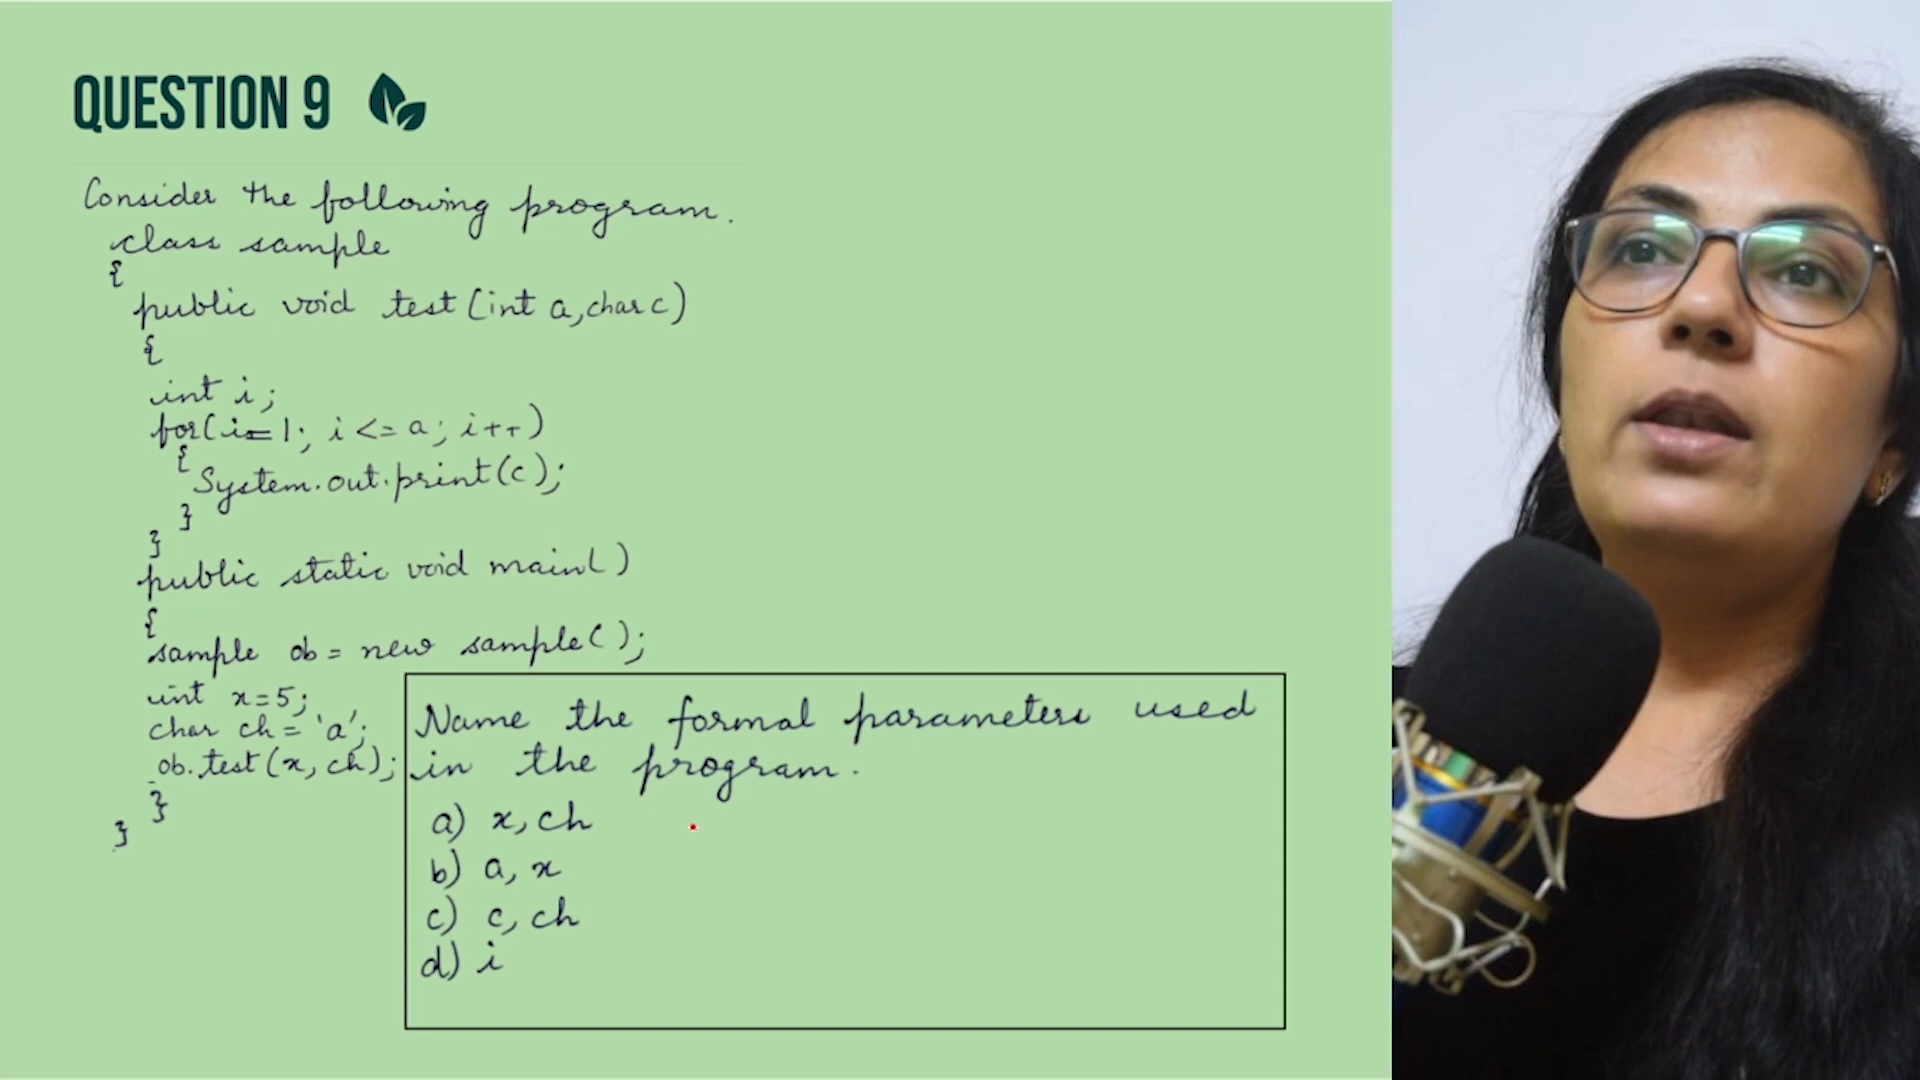 QUESTION 9
Consider the following program.
class sample
{
public void test (int a, char c)
{
int i;
for(i=1; i <= a; i++)
{
System.out.print(c);
}
}
public static void main()
{
sample ob = new sample();
int x=5;
char ch = 'a';
ob.test(x, ch);
}
}
Name the formal parameters used
in the program.
a) x, ch
b) a, x
c) c, ch
d) i